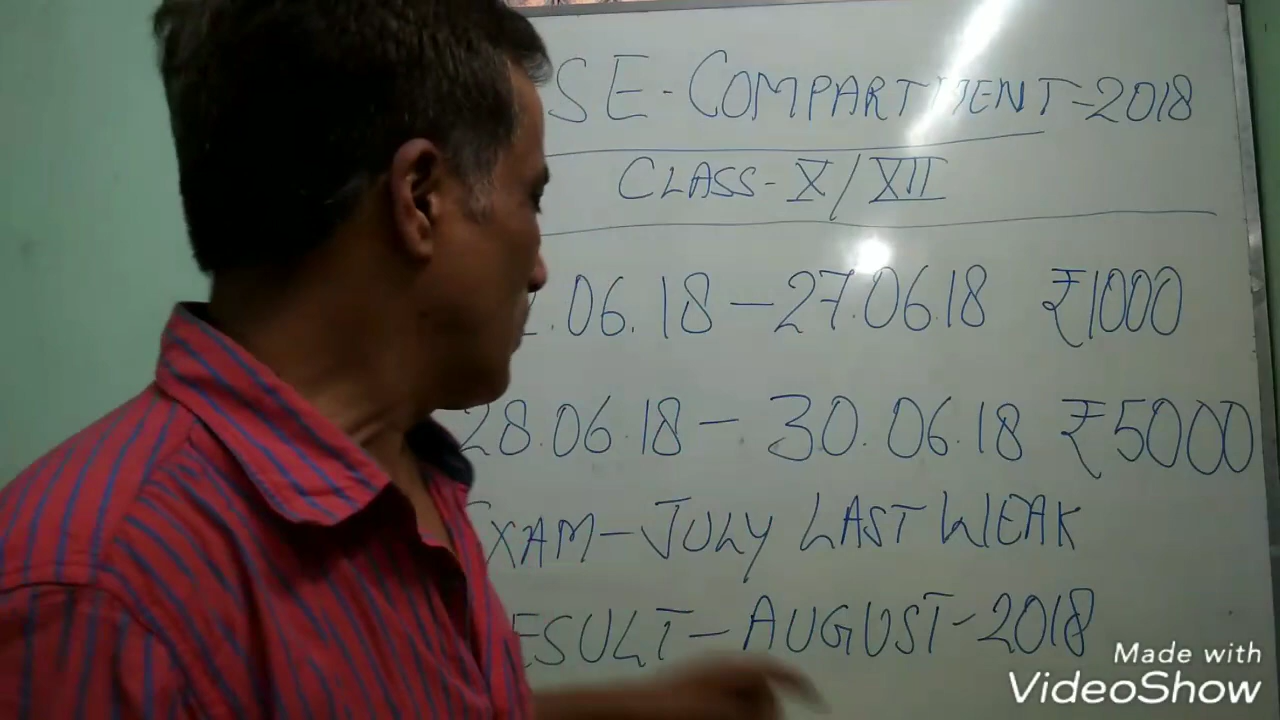 SE-COMPARTMENT-2018
CLASS-X/XII
.06.18-27.06.18 ₹1000
28.06.18-30.06.18 ₹5000
EXAM-JULY LAST WEAK
ESULT-AUGUST-2018
Made with
VideoShow